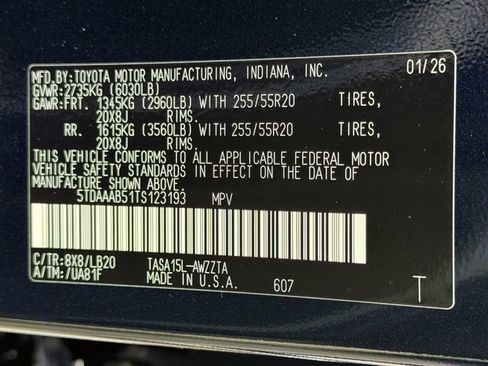 MFD.BY:TOYOTA MOTOR MANUFACTURING, INDIANA, INC. 01/26
GVWR:2735KG (6030LB)
GAWR:FRT. 1345KG (2960LB) WITH 255/55R20 TIRES,
20X8J RIMS.
RR. 1615KG (3560LB) WITH 255/55R20 TIRES,
20X8J RIMS.
THIS VEHICLE CONFORMS TO ALL APPLICABLE FEDERAL MOTOR
VEHICLE SAFETY STANDARDS IN EFFECT ON THE DATE OF
MANUFACTURE SHOWN ABOVE.
5TDAAAB51TS123193 MPV
C/TR:8X8/LB20 TASA15L-AWZZTA
A/TM:/UA81F MADE IN U.S.A. 607 T